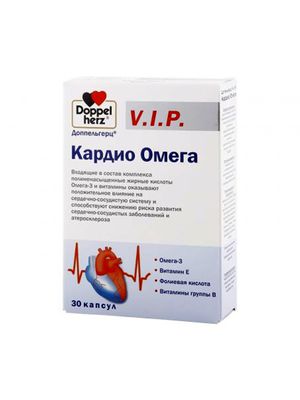 Doppel
herz®
Доппельгерц®
V.I.P.
Кардио Омега
Входящие в состав комплекса
полиненасыщенные жирные кислоты
Омега-3 и витамины оказывают
положительное влияние на
сердечно-сосудистую систему и
способствуют снижению риска развития
сердечно-сосудистых заболеваний и
атеросклероза
• Омега-3
• Витамин Е
• Фолиевая кислота
• Витамины группы В
30 капсул